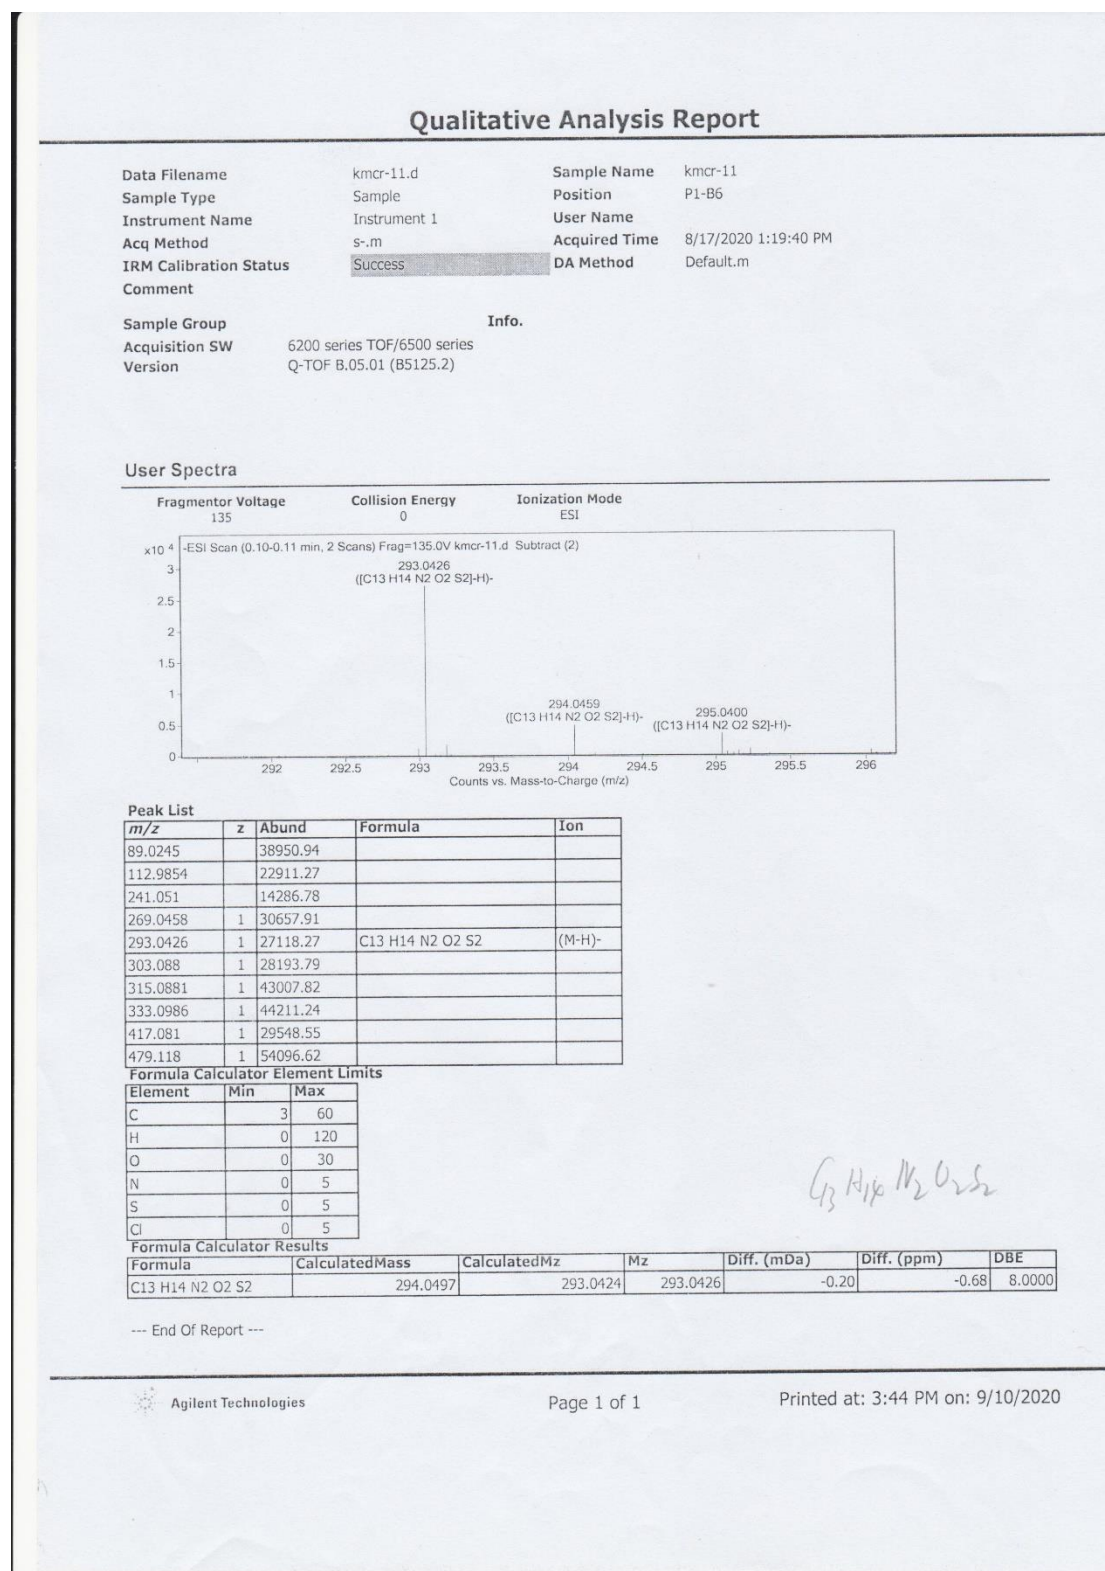 Qualitative Analysis Report
Data Filename kmcr-11.d Sample Name kmcr-11
Sample Type Sample Position P1-B6
Instrument Name Instrument 1 User Name
Acq Method s-.m Acquired Time 8/17/2020 1:19:40 PM
IRM Calibration Status Success DA Method Default.m
Comment
Sample Group Info.
Acquisition SW 6200 series TOF/6500 series
Version Q-TOF B.05.01 (B5125.2)
User Spectra
Fragmentor Voltage Collision Energy Ionization Mode
135 0 ESI
x10 4 -ESI Scan (0.10-0.11 min, 2 Scans) Frag=135.0V kmcr-11.d Subtract (2)
293.0426
([C13 H14 N2 O2 S2]-H)-
294.0459
([C13 H14 N2 O2 S2]-H)-
295.0400
([C13 H14 N2 O2 S2]-H)-
3
2.5
2
1.5
1
0.5
0
292 292.5 293 293.5 294 294.5 295 295.5 296
Counts vs. Mass-to-Charge (m/z)
Peak List
m/z z Abund Formula Ion
89.0245 38950.94
112.9854 22911.27
241.051 14286.78
269.0458 1 30657.91
293.0426 1 27118.27 C13 H14 N2 O2 S2 (M-H)-
303.088 1 28193.79
315.0881 1 43007.82
333.0986 1 44211.24
417.081 1 29548.55
479.118 1 54096.62
Formula Calculator Element Limits
Element Min Max
C 3 60
H 0 120
O 0 30
N 0 5
S 0 5
Cl 0 5
C13 H14 N2 O2 S2
Formula Calculator Results
Formula CalculatedMass CalculatedMz Mz Diff. (mDa) Diff. (ppm) DBE
C13 H14 N2 O2 S2 294.0497 293.0424 293.0426 -0.20 -0.68 8.0000
--- End Of Report ---
Agilent Technologies Page 1 of 1 Printed at: 3:44 PM on: 9/10/2020